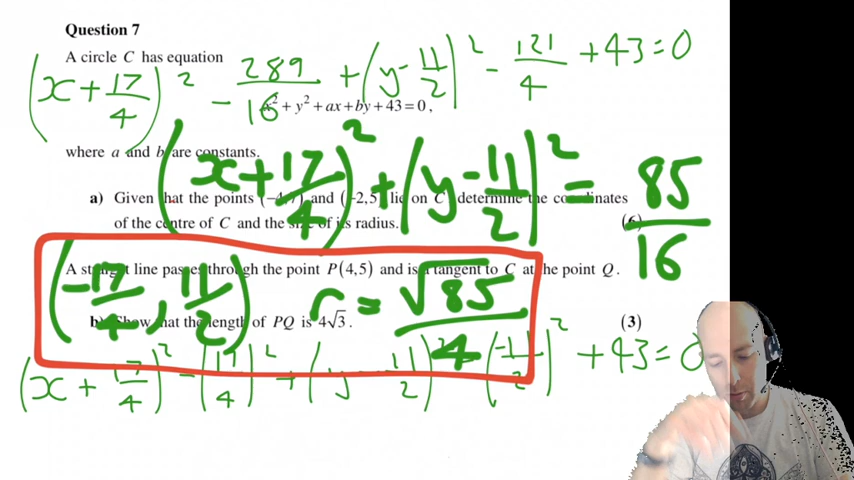 Question 7
A circle C has equation
(x + 17/4)² - 289/16 + (y - 11/2)² - 121/4 + 43 = 0
x² + y² + ax + by + 43 = 0,
where a and b are constants.
(x + 17/4)² + (y - 11/2)² = 85/16
a) Given that the points (-4,7) and (-2,5) lie on C, determine the coordinates
of the centre of C and the size of its radius.
(6)
A straight line passes through the point P(4,5) and is a tangent to C at the point Q.
(-17/4, 11/2) r = √85/4
b) Show that the length of PQ is 4√3.
(3)
(x + 17/4)² - (17/4)² + (y - 11/2)² - (-11/2)² + 43 = 0